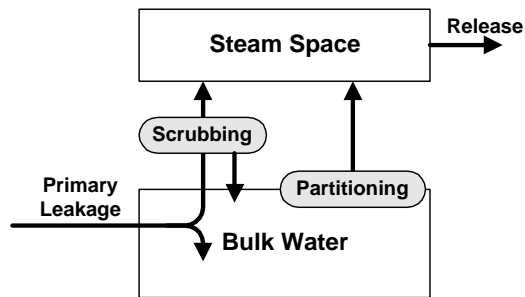 Steam Space
Release
Scrubbing
Partitioning
Primary
Leakage
Bulk Water